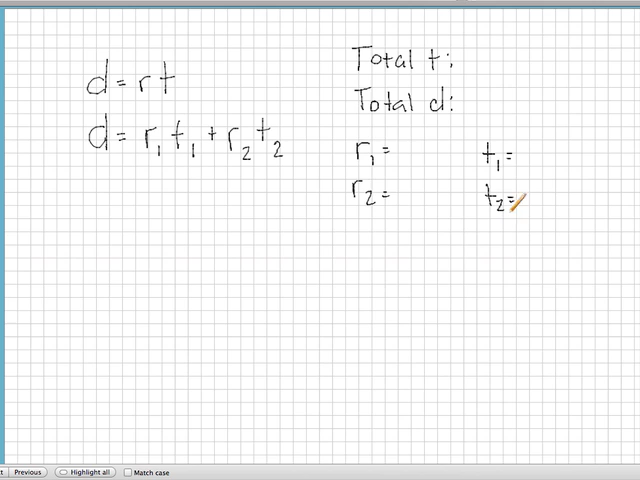 Total t:
d = rt
Total d:
d = r₁t₁ + r₂t₂
r₁ =
t₁ =
r₂ =
t₂ =
Previous
Highlight all
Match case